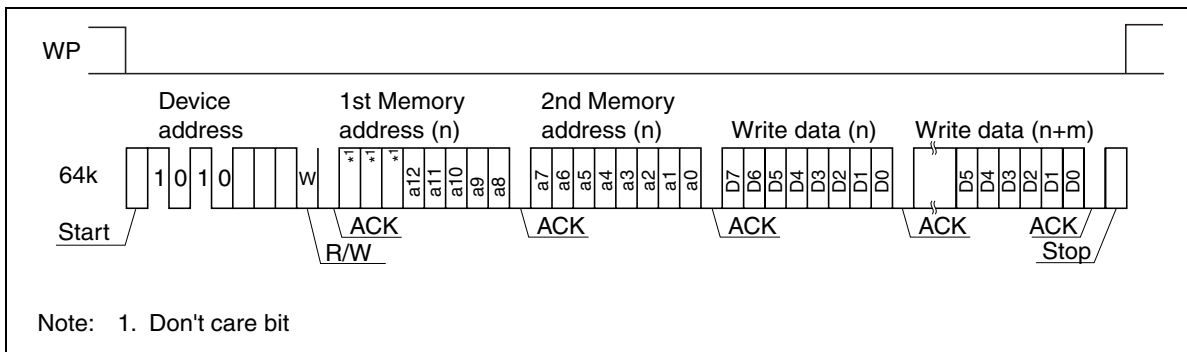 WP
Device address
1st Memory address (n)
2nd Memory address (n)
Write data (n)
Write data (n+m)
64k
1 0 1 0
W
*1 *1 *1 a12 a11 a10 a9 a8
a7 a6 a5 a4 a3 a2 a1 a0
D7 D6 D5 D4 D3 D2 D1 D0
D5 D4 D3 D2 D1 D0
Start
R/W
ACK
ACK
ACK
ACK
ACK
Stop
Note: 1. Don't care bit